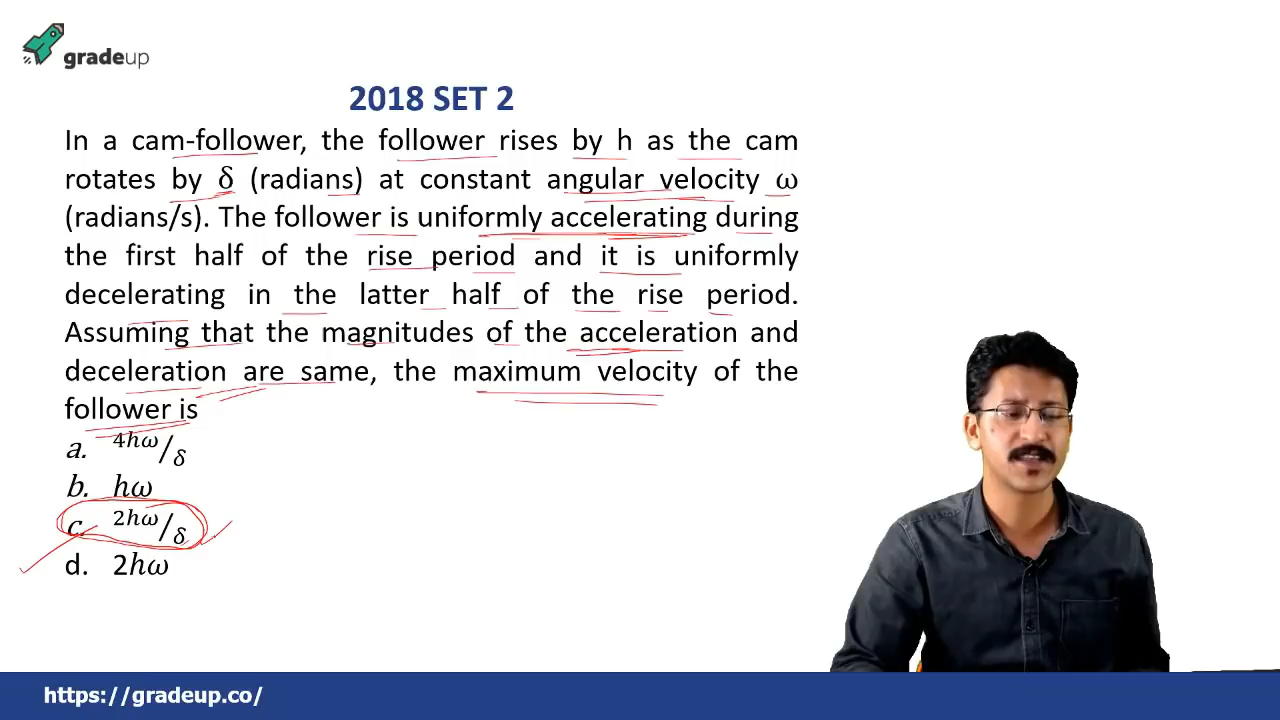 gradeup
2018 SET 2
In a cam-follower, the follower rises by h as the cam
rotates by δ (radians) at constant angular velocity ω
(radians/s). The follower is uniformly accelerating during
the first half of the rise period and it is uniformly
decelerating in the latter half of the rise period.
Assuming that the magnitudes of the acceleration and
deceleration are same, the maximum velocity of the
follower is
a. 4hω/δ
b. hω
c. 2hω/δ
d. 2hω
https://gradeup.co/